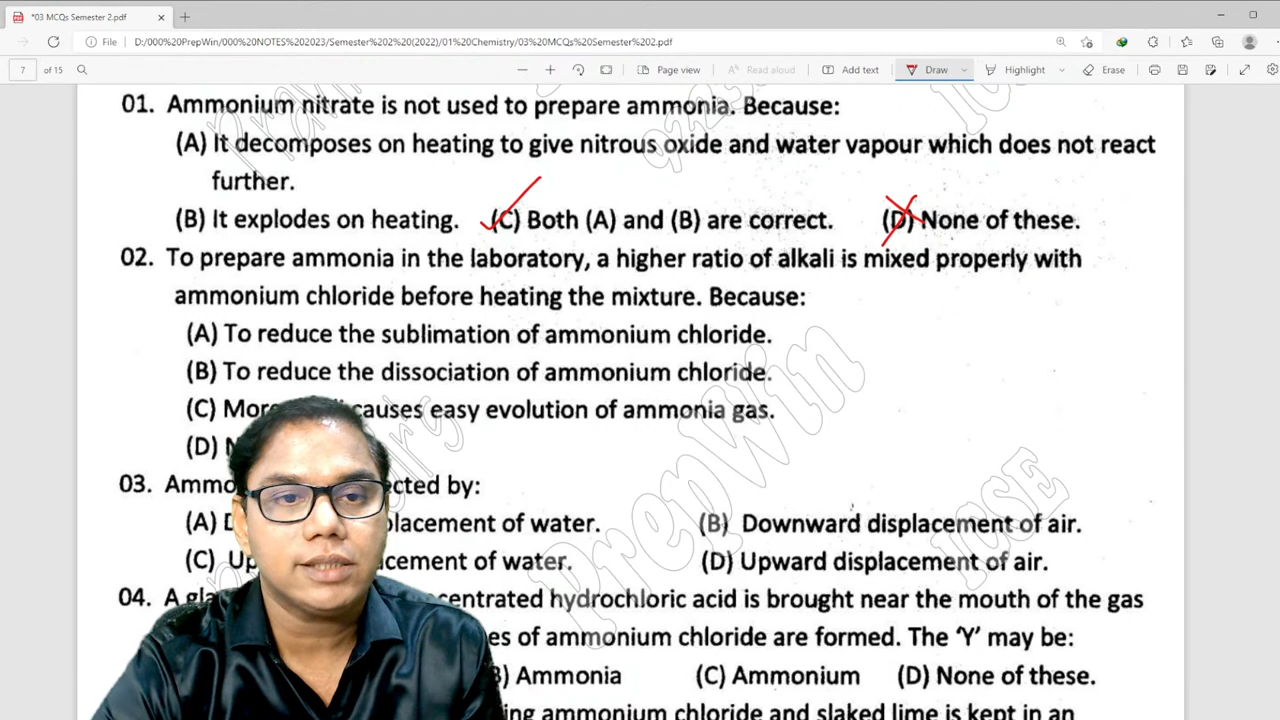 *03 MCQs Semester 2.pdf
File D:/000%20PrepWin/000%20NOTES%202023/Semester%202%20(2022)/01%20Chemistry/03%20MCQs%20Semester%202.pdf
7 of 15 Page view Read aloud Add text Draw Highlight Erase
01. Ammonium nitrate is not used to prepare ammonia. Because:
(A) It decomposes on heating to give nitrous oxide and water vapour which does not react
further.
(B) It explodes on heating. (C) Both (A) and (B) are correct. (D) None of these.
02. To prepare ammonia in the laboratory, a higher ratio of alkali is mixed properly with
ammonium chloride before heating the mixture. Because:
(A) To reduce the sublimation of ammonium chloride.
(B) To reduce the dissociation of ammonium chloride.
(C) causes easy evolution of ammonia gas.
(D)
03. by:
(A) of water. (B) Downward displacement of air.
(C) of water. (D) Upward displacement of air.
04. A hydrochloric acid is brought near the mouth of the gas
of ammonium chloride are formed. The ‘Y’ may be:
Ammonia (C) Ammonium (D) None of these.
ammonium chloride and slaked lime is kept in an
PrepWin
PrepWin
ICSE